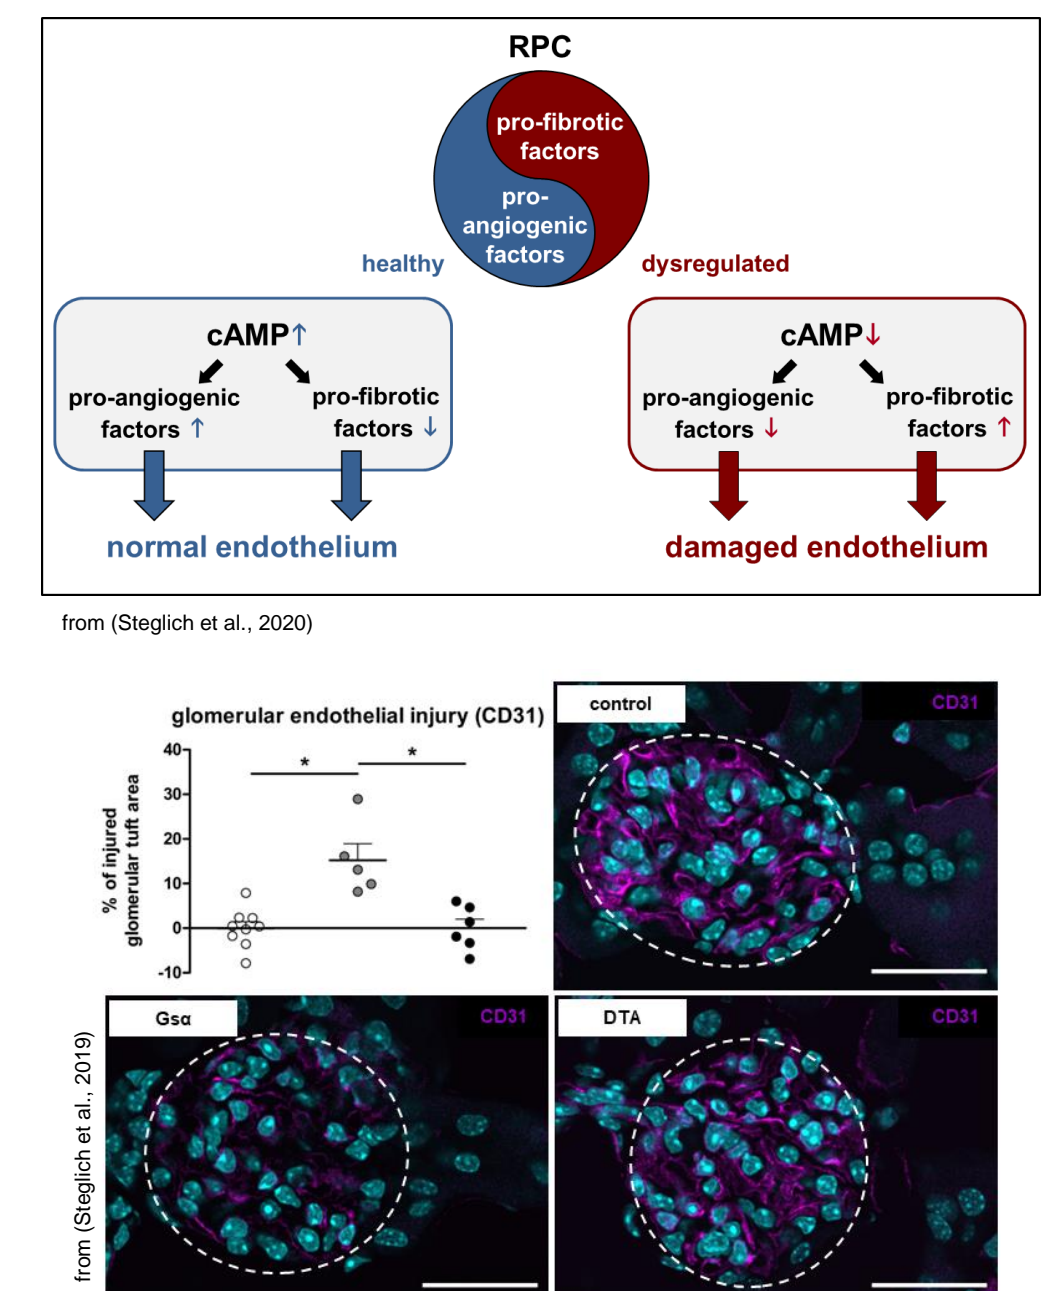 RPC
pro-fibrotic
factors
pro-
angiogenic
factors
healthy
dysregulated
cAMP↑
pro-angiogenic
factors ↑
pro-fibrotic
factors ↓
normal endothelium
cAMP↓
pro-angiogenic
factors ↓
pro-fibrotic
factors ↑
damaged endothelium
from (Steglich et al., 2020)
glomerular endothelial injury (CD31)
% of injured
glomerular tuft area
40
30
20
10
0
-10
*
*
control
CD31
Gsα
CD31
DTA
CD31
from (Steglich et al., 2019)